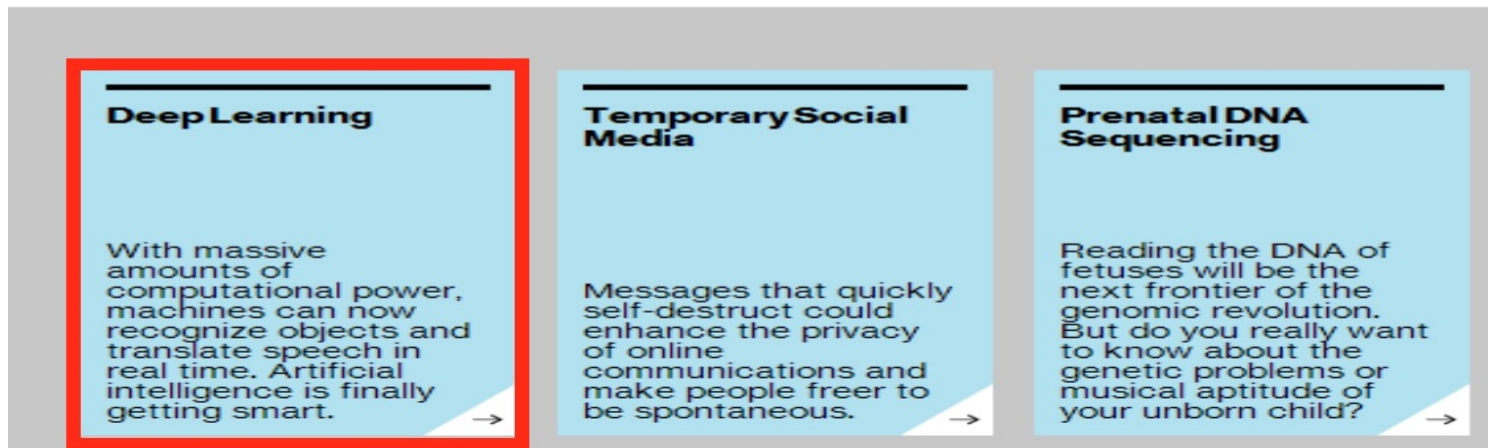 Deep Learning
With massive
amounts of
computational power,
machines can now
recognize objects and
translate speech in
real time. Artificial
intelligence is finally
getting smart.
→
Temporary Social
Media
Messages that quickly
self-destruct could
enhance the privacy
of online
communications and
make people freer to
be spontaneous.
→
Prenatal DNA
Sequencing
Reading the DNA of
fetuses will be the
next frontier of the
genomic revolution.
But do you really want
to know about the
genetic problems or
musical aptitude of
your unborn child?
→